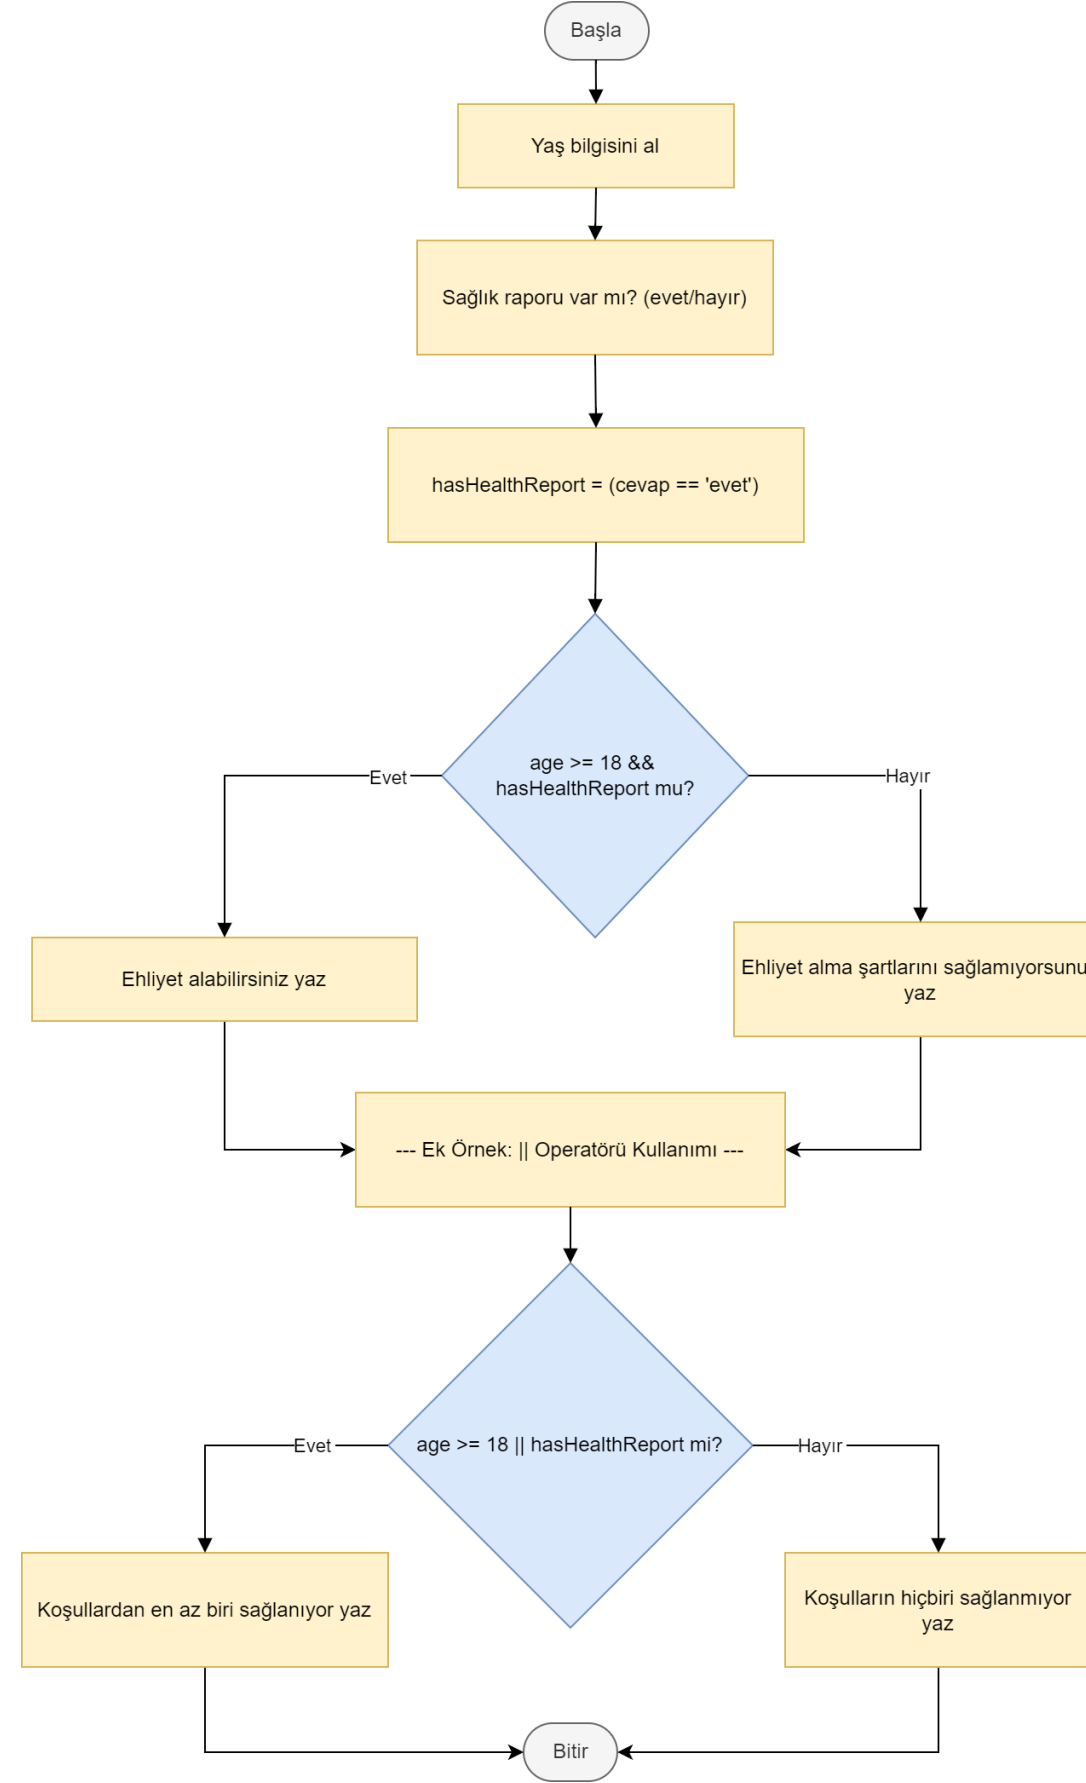 Başla
Yaş bilgisini al
Sağlık raporu var mı? (evet/hayır)
hasHealthReport = (cevap == 'evet')
age >= 18 &&
hasHealthReport mu?
Evet
Hayır
Ehliyet alabilirsiniz yaz
Ehliyet alma şartlarını sağlamıyorsunu
yaz
--- Ek Örnek: || Operatörü Kullanımı ---
age >= 18 || hasHealthReport mi?
Evet
Hayır
Koşullardan en az biri sağlanıyor yaz
Koşulların hiçbiri sağlanmıyor
yaz
Bitir